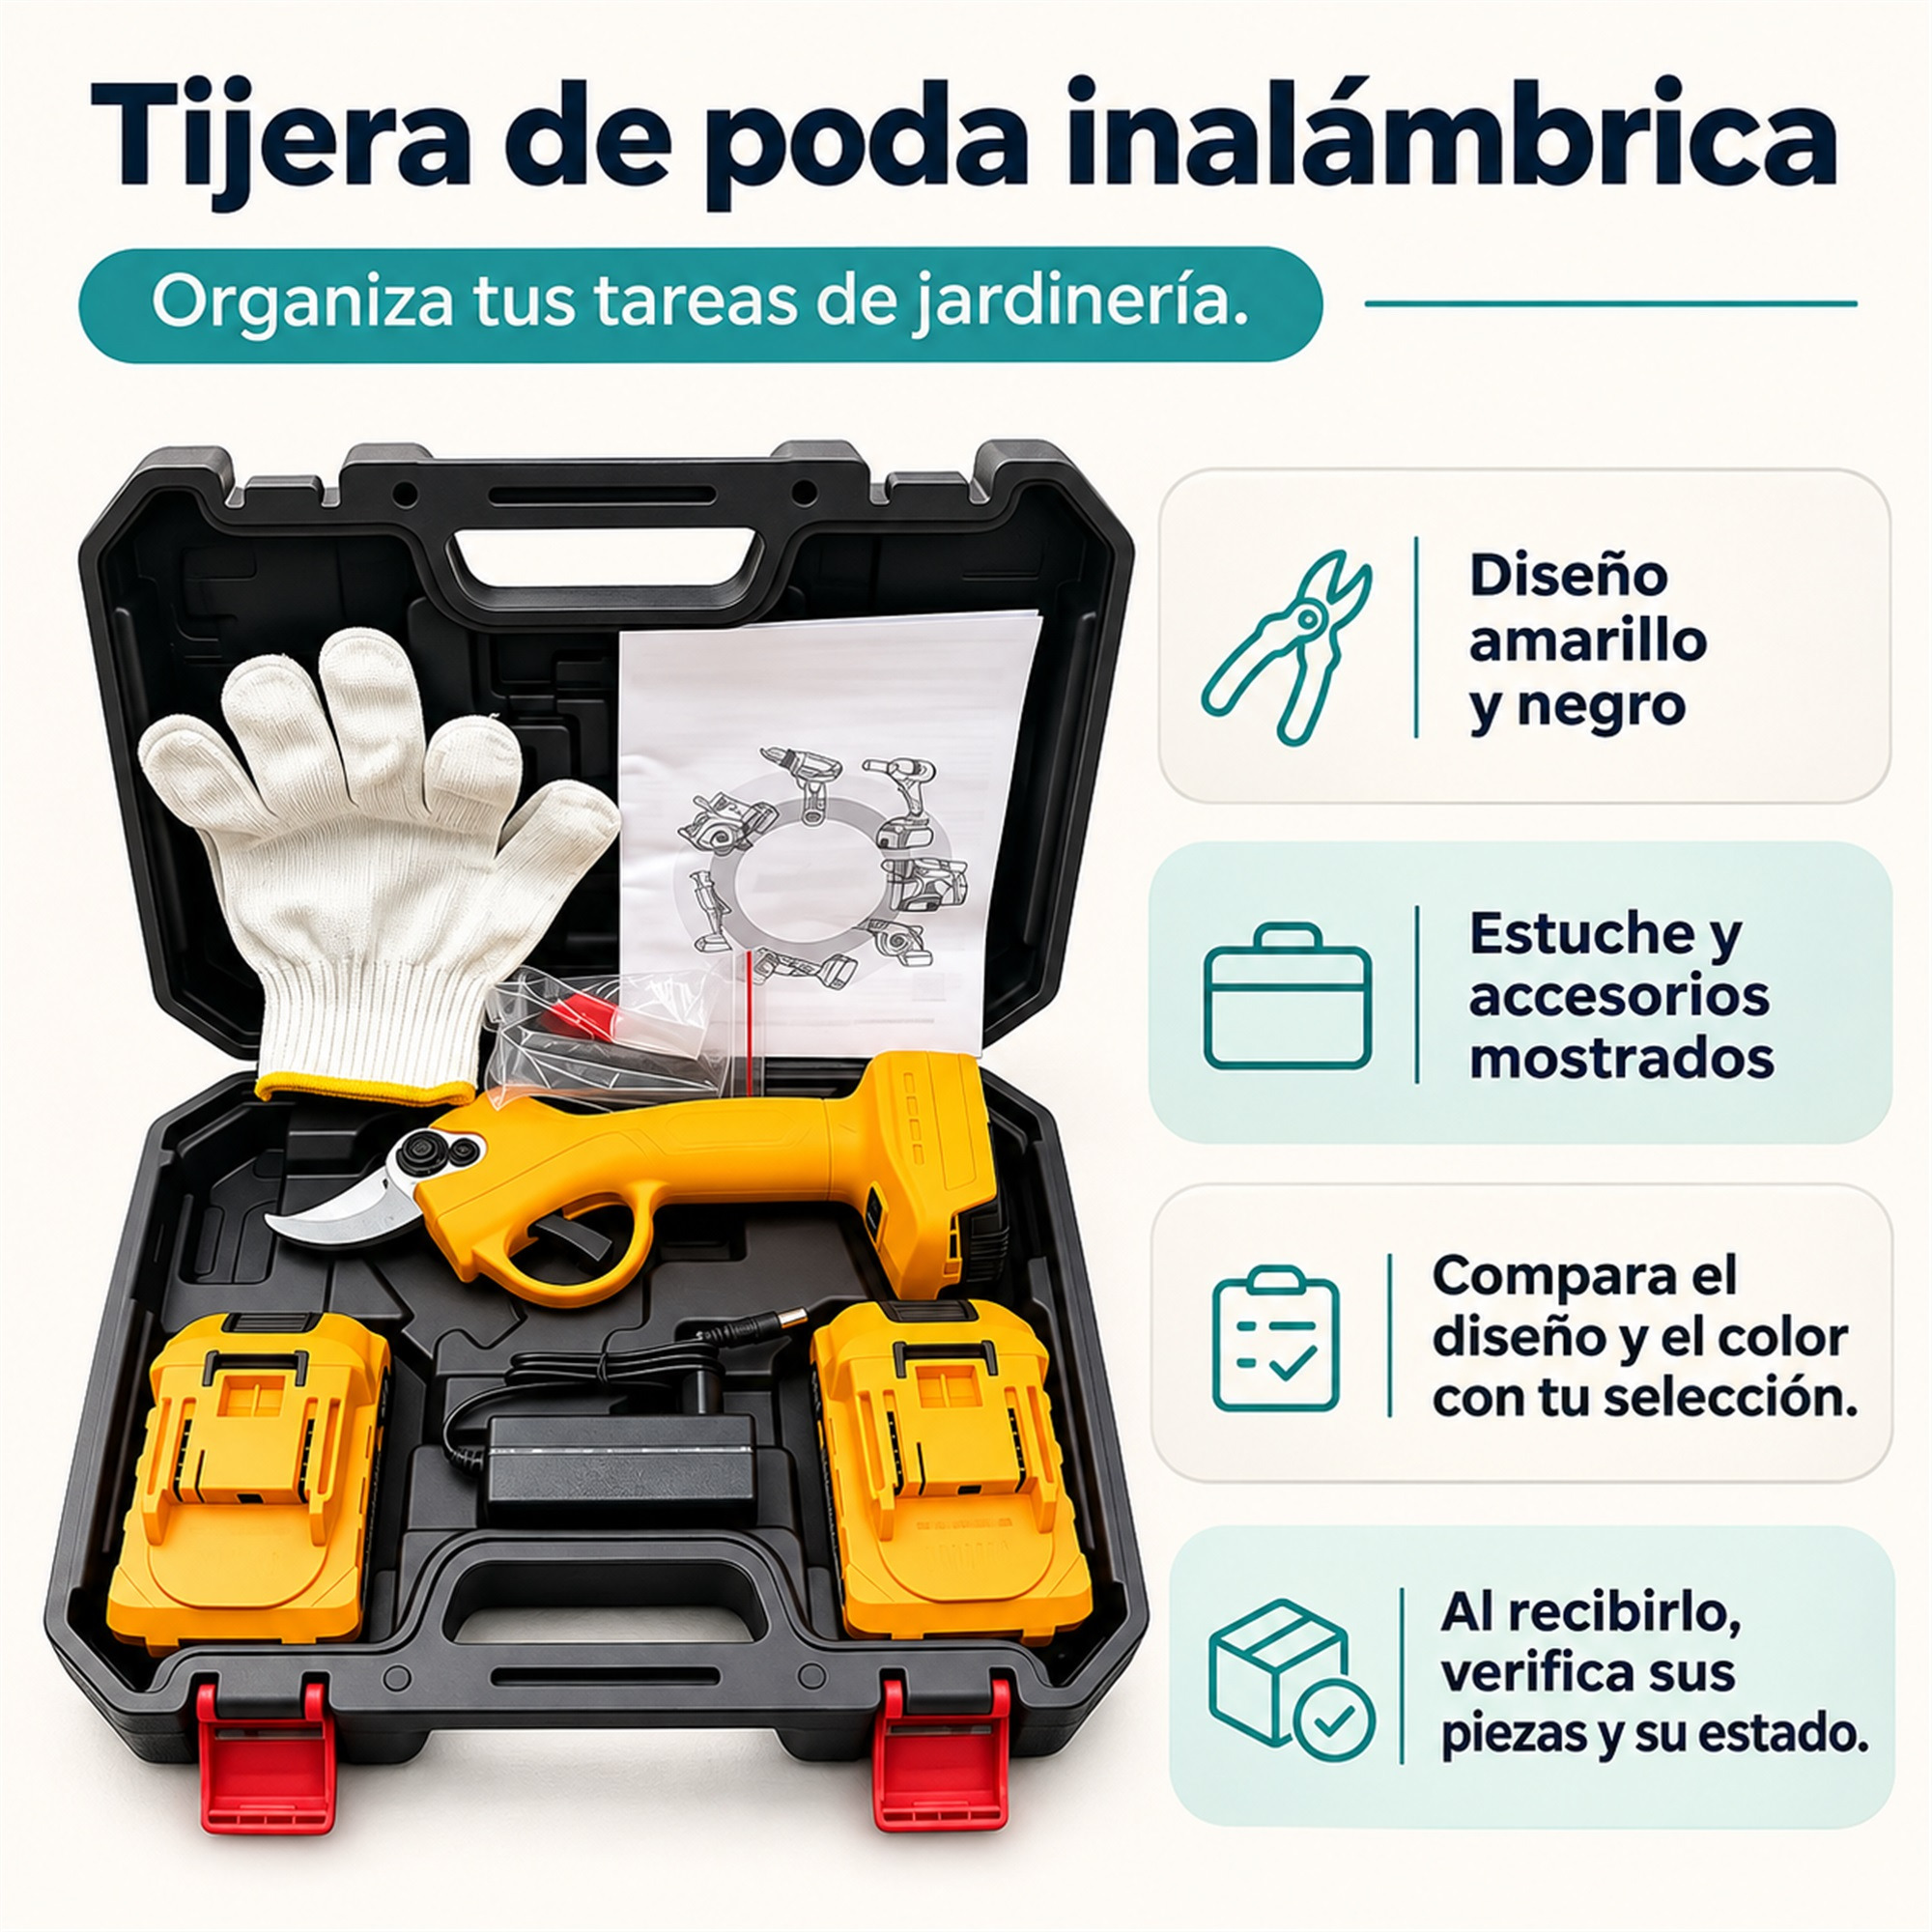 Tijera de poda inalámbrica
Organiza tus tareas de jardinería.
Diseño
amarillo
y negro
Estuche y
accesorios
mostrados
Compara el
diseño y el color
con tu selección.
Al recibirlo,
verifica sus
piezas y su estado.